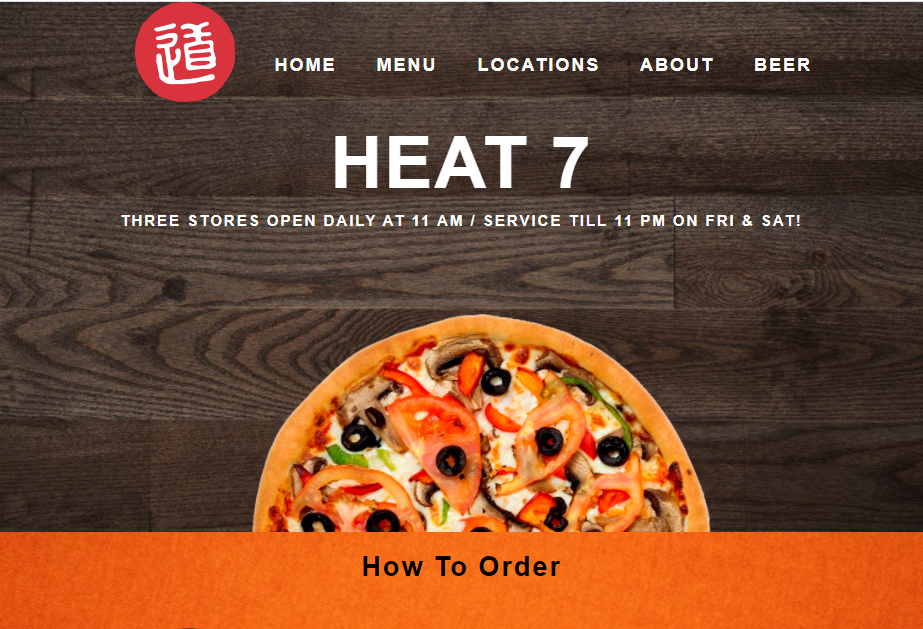 道
HOME MENU LOCATIONS ABOUT BEER
HEAT 7
THREE STORES OPEN DAILY AT 11 AM / SERVICE TILL 11 PM ON FRI & SAT!
How To Order